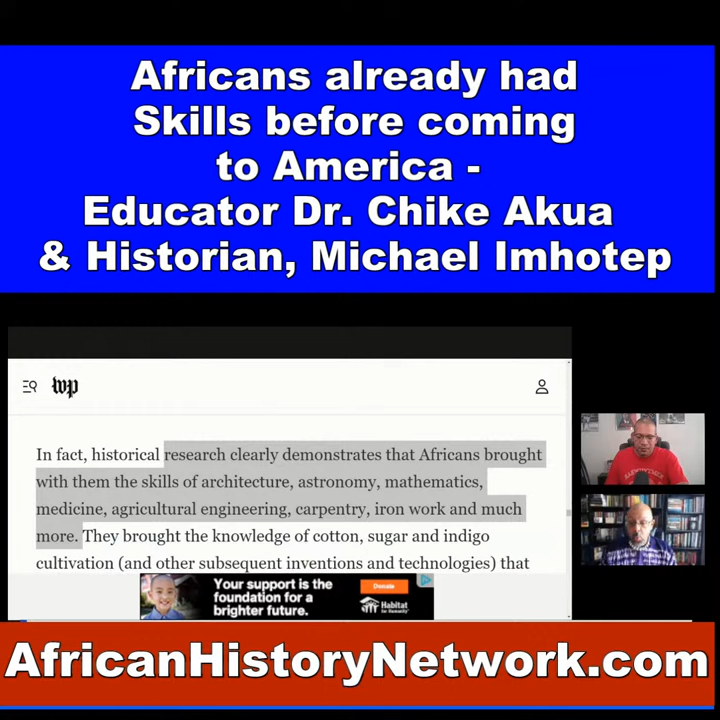 Africans already had
Skills before coming
to America -
Educator Dr. Chike Akua
& Historian, Michael Imhotep
wp
In fact, historical research clearly demonstrates that Africans brought
with them the skills of architecture, astronomy, mathematics,
medicine, agricultural engineering, carpentry, iron work and much
more. They brought the knowledge of cotton, sugar and indigo
cultivation (and other subsequent inventions and technologies) that
Your support is the
foundation for a
brighter future.
Donate
Habitat
for Humanity
AfricanHistoryNetwork.com